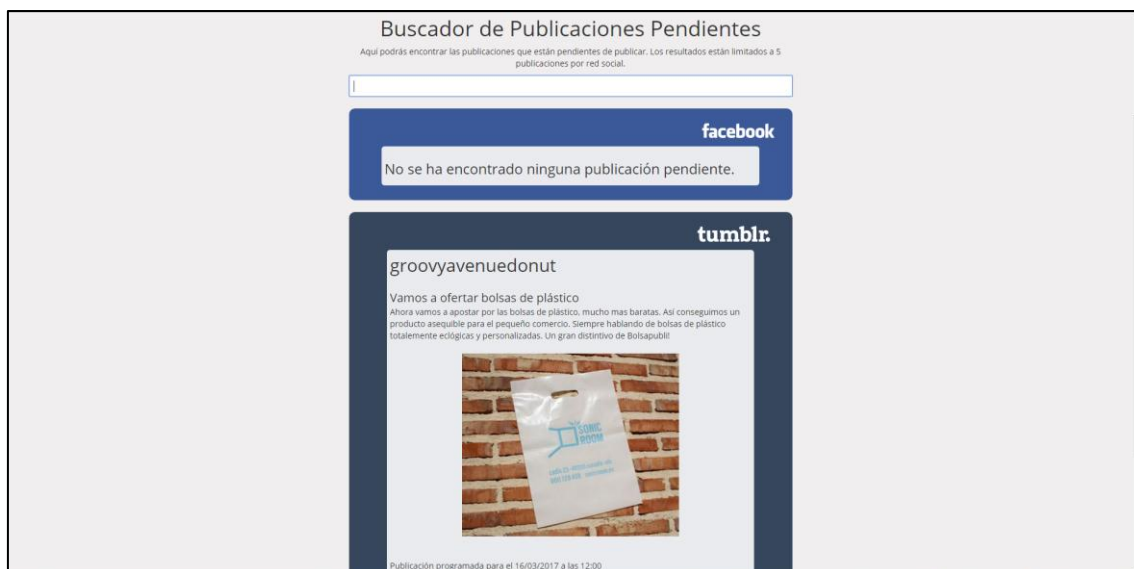 Buscador de Publicaciones Pendientes
Aquí podrás encontrar las publicaciones que están pendientes de publicar. Los resultados están limitados a 5
publicaciones por red social.
facebook
No se ha encontrado ninguna publicación pendiente.
tumblr.
groovyavenuedonut
Vamos a ofertar bolsas de plástico
Ahora vamos a apostar por las bolsas de plástico, mucho mas baratas. Así conseguimos un
producto asequible para el pequeño comercio. Siempre hablando de bolsas de plástico
totalemente eclógicas y personalizadas. Un gran distintivo de Bolsapubli!
SONIC
ROOM
Publicación programada para el 16/03/2017 a las 12:00